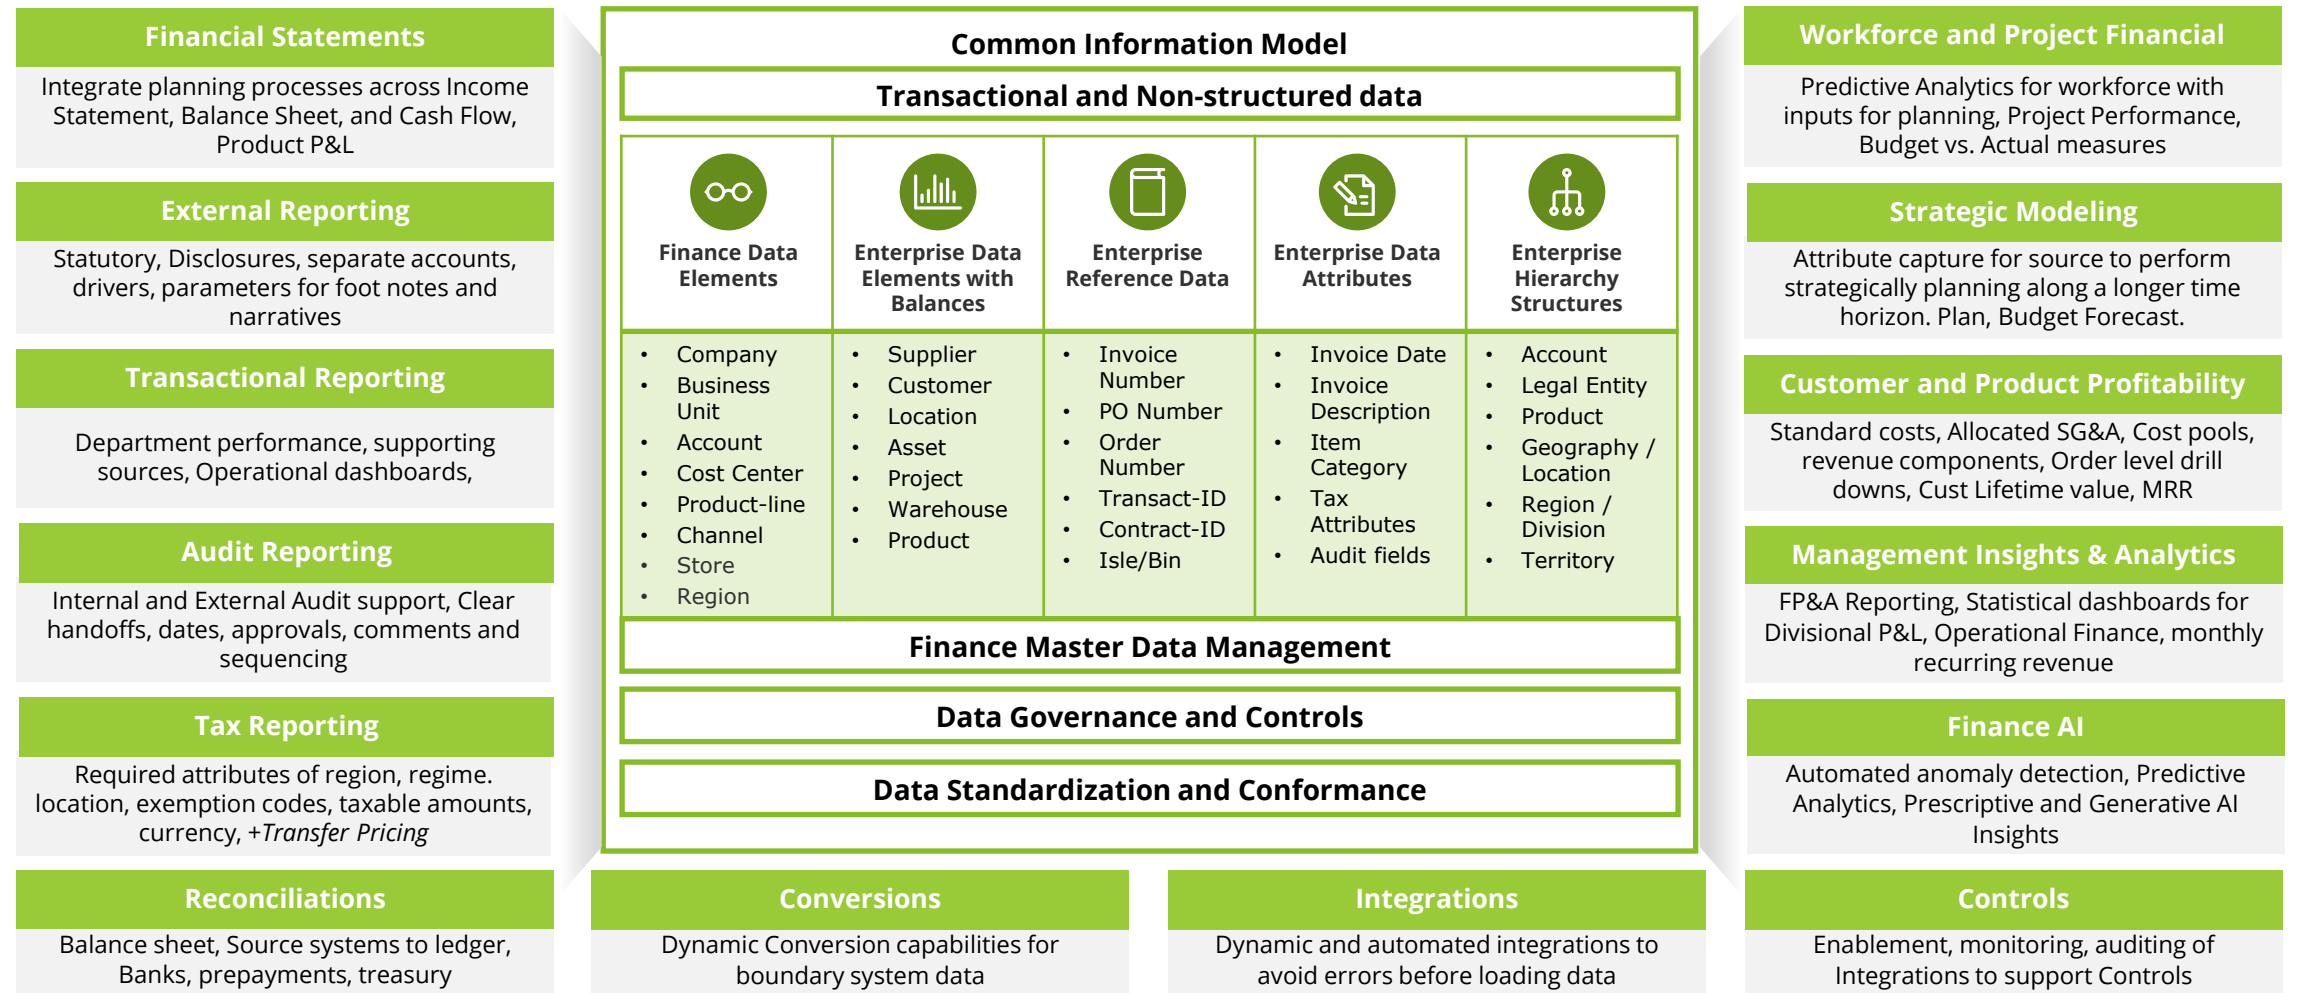 Financial Statements
Integrate planning processes across Income
Statement, Balance Sheet, and Cash Flow,
Product P&L
External Reporting
Statutory, Disclosures, separate accounts,
drivers, parameters for foot notes and
narratives
Transactional Reporting
Department performance, supporting
sources, Operational dashboards,
Audit Reporting
Internal and External Audit support, Clear
handoffs, dates, approvals, comments and
sequencing
Tax Reporting
Required attributes of region, regime.
location, exemption codes, taxable amounts,
currency, +Transfer Pricing
Reconciliations
Balance sheet, Source systems to ledger,
Banks, prepayments, treasury
Common Information Model
Transactional and Non-structured data
Finance Data
Elements
• Company
• Business
Unit
• Account
• Cost Center
• Product-line
• Channel
• Store
• Region
Enterprise Data
Elements with
Balances
• Supplier
• Customer
• Location
• Asset
• Project
• Warehouse
• Product
Enterprise
Reference Data
• Invoice
Number
• PO Number
• Order
Number
• Transact-ID
• Contract-ID
• Isle/Bin
Enterprise Data
Attributes
• Invoice Date
• Invoice
Description
• Item
Category
• Tax
Attributes
• Audit fields
Enterprise
Hierarchy
Structures
• Account
• Legal Entity
• Product
• Geography /
Location
• Region /
Division
• Territory
Finance Master Data Management
Data Governance and Controls
Data Standardization and Conformance
Conversions
Dynamic Conversion capabilities for
boundary system data
Integrations
Dynamic and automated integrations to
avoid errors before loading data
Workforce and Project Financial
Predictive Analytics for workforce with
inputs for planning, Project Performance,
Budget vs. Actual measures
Strategic Modeling
Attribute capture for source to perform
strategically planning along a longer time
horizon. Plan, Budget Forecast.
Customer and Product Profitability
Standard costs, Allocated SG&A, Cost pools,
revenue components, Order level drill
downs, Cust Lifetime value, MRR
Management Insights & Analytics
FP&A Reporting, Statistical dashboards for
Divisional P&L, Operational Finance, monthly
recurring revenue
Finance AI
Automated anomaly detection, Predictive
Analytics, Prescriptive and Generative AI
Insights
Controls
Enablement, monitoring, auditing of
Integrations to support Controls